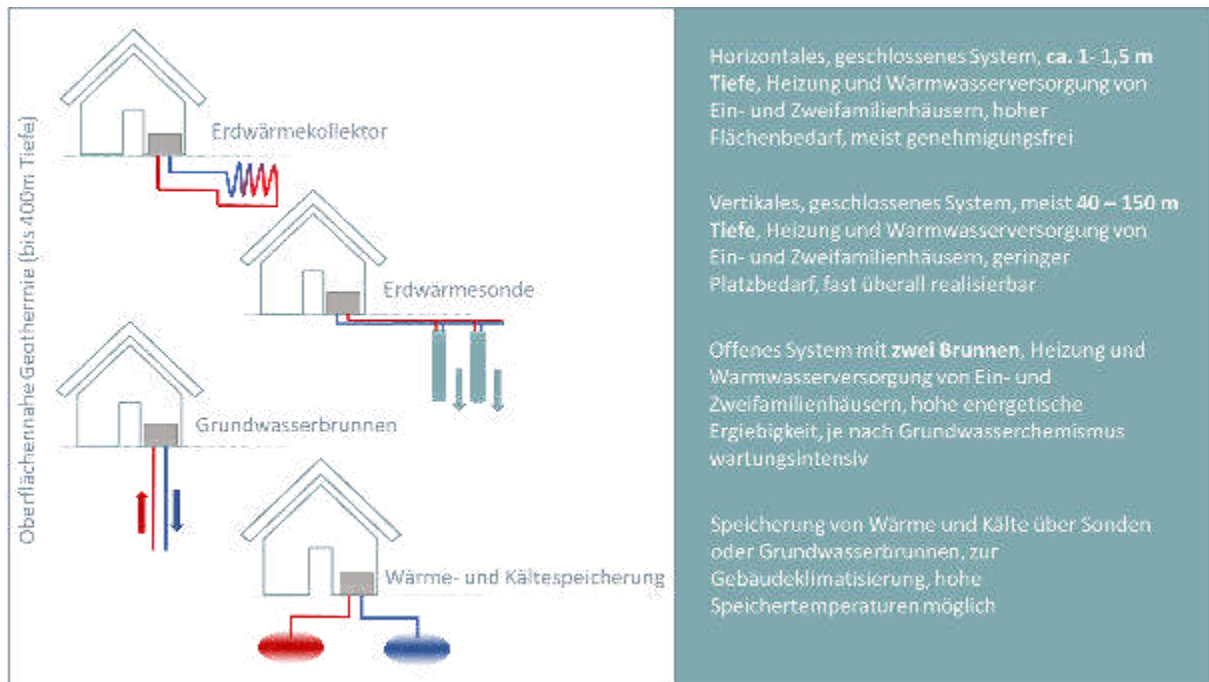 Oberflächennahe Geothermie (bis 400m Tiefe)
Erdwärmekollektor
Horizontales, geschlossenes System, ca. 1- 1,5 m
Tiefe, Heizung und Warmwasserversorgung von
Ein- und Zweifamilienhäusern, hoher
Flächenbedarf, meist genehmigungsfrei
Erdwärmesonde
Vertikales, geschlossenes System, meist 40 – 150 m
Tiefe, Heizung und Warmwasserversorgung von
Ein- und Zweifamilienhäusern, geringer
Platzbedarf, fast überall realisierbar
Grundwasserbrunnen
Offenes System mit zwei Brunnen, Heizung und
Warmwasserversorgung von Ein- und
Zweifamilienhäusern, hohe energetische
Ergiebigkeit, je nach Grundwasserchemismus
wartungsintensiv
Wärme- und Kältespeicherung
Speicherung von Wärme und Kälte über Sonden
oder Grundwasserbrunnen, zur
Gebäudeklimatisierung, hohe
Speichertemperaturen möglich